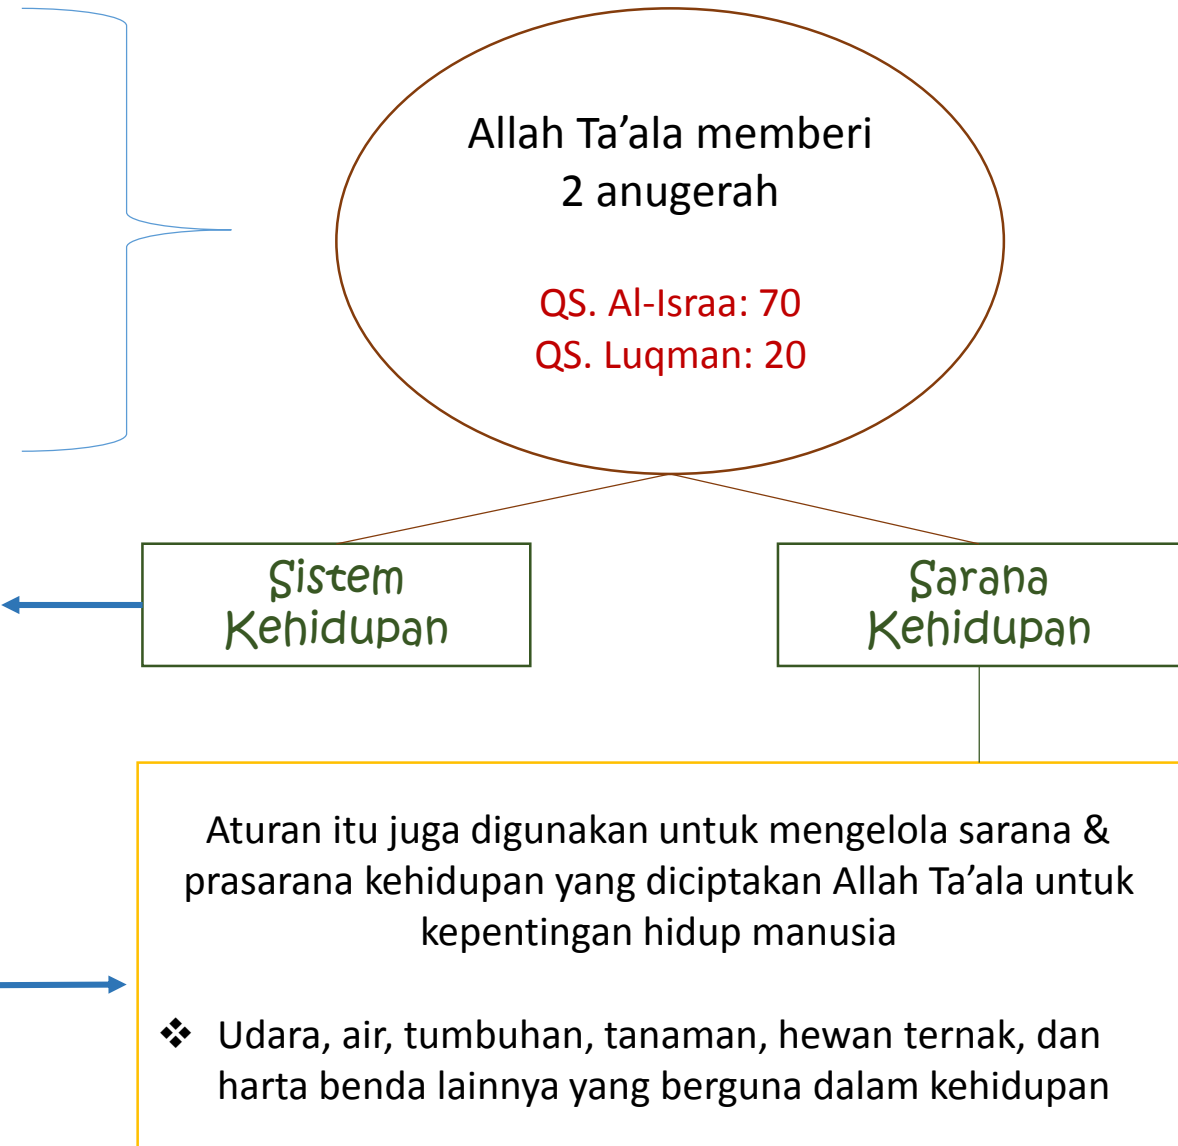 Allah Ta’ala memberi
2 anugerah
QS. Al-Israa: 70
QS. Luqman: 20
Sistem
Kehidupan
Sarana
Kehidupan
Aturan itu juga digunakan untuk mengelola sarana &
prasarana kehidupan yang diciptakan Allah Ta’ala untuk
kepentingan hidup manusia
❖ Udara, air, tumbuhan, tanaman, hewan ternak, dan
harta benda lainnya yang berguna dalam kehidupan